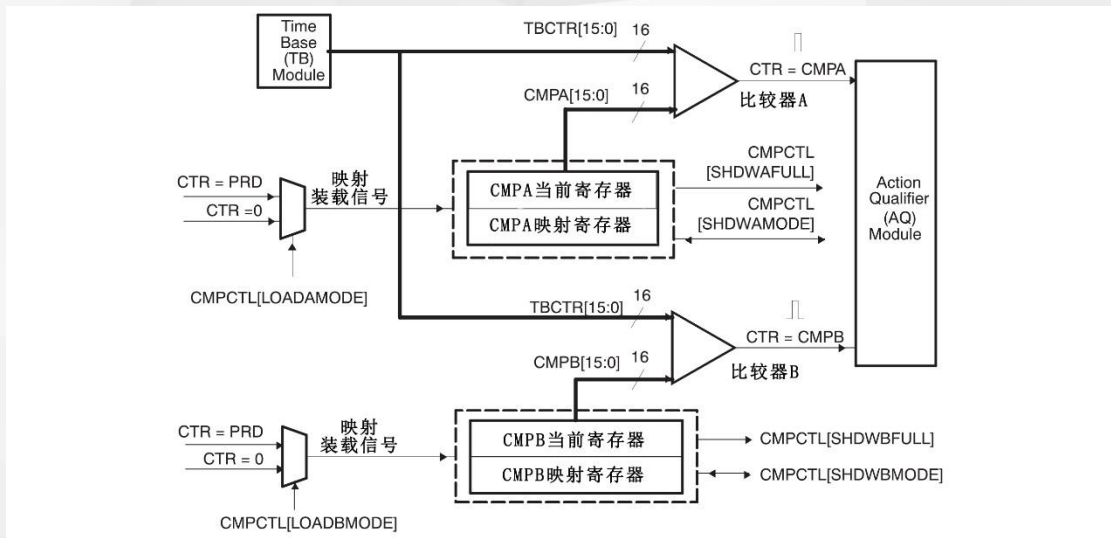 Time
Base
(TB)
Module
TBCTR[15:0]
16
CTR = CMPA
比较器A
CMPA[15:0]
16
CTR = PRD
CTR =0
映射
装载信号
CMPCTL[LOADAMODE]
CMPA当前寄存器
CMPA映射寄存器
CMPCTL
[SHDWAFULL]
CMPCTL
[SHDWAMODE]
Action
Qualifier
(AQ)
Module
TBCTR[15:0]
16
CTR = CMPB
比较器B
CMPB[15:0]
16
CTR = PRD
CTR = 0
映射
装载信号
CMPCTL[LOADBMODE]
CMPB当前寄存器
CMPB映射寄存器
CMPCTL[SHDWBFULL]
CMPCTL[SHDWBMODE]